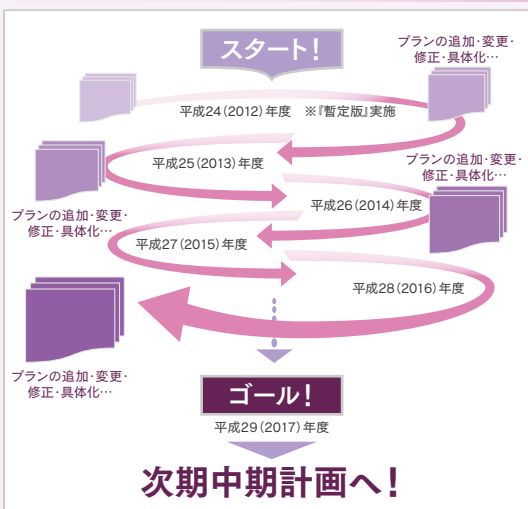 スタート！
プランの追加・変更・
修正・具体化…
平成24（2012）年度　※『暫定版』実施
平成25（2013）年度
プランの追加・変更・
修正・具体化…
平成26（2014）年度
プランの追加・変更・
修正・具体化…
平成27（2015）年度
平成28（2016）年度
プランの追加・変更・
修正・具体化…
ゴール！
平成29（2017）年度
次期中期計画へ！